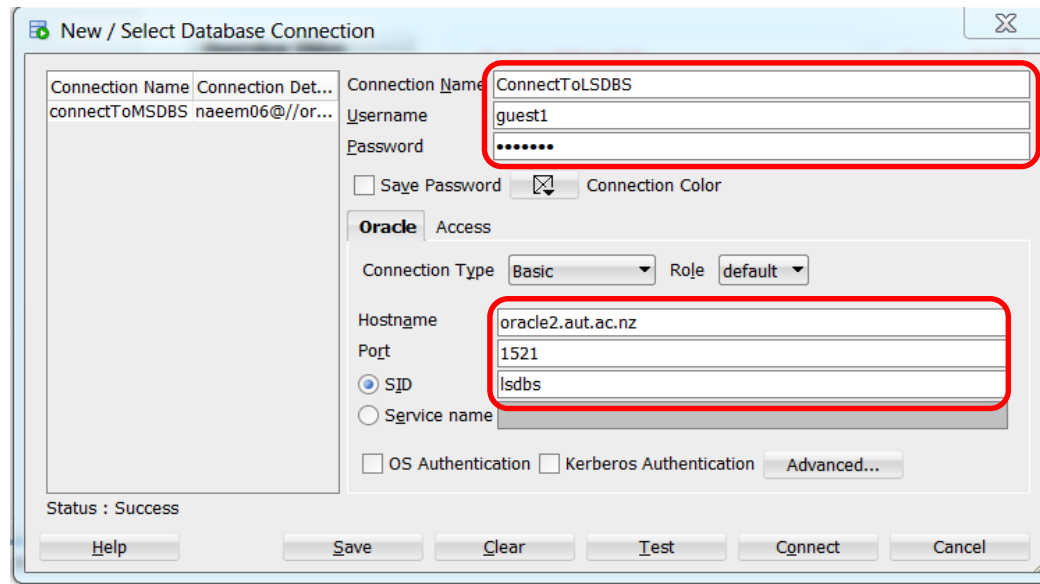 New / Select Database Connection
Connection Name Connection Det...
connectToMSDBS naeem06@//or...
Connection Name ConnectToLSDBS
Username guest1
Password •••••••
Save Password Connection Color
Oracle Access
Connection Type Basic Role default
Hostname oracle2.aut.ac.nz
Port 1521
SID lsdbs
Service name
OS Authentication Kerberos Authentication Advanced...
Status : Success
Help Save Clear Test Connect Cancel